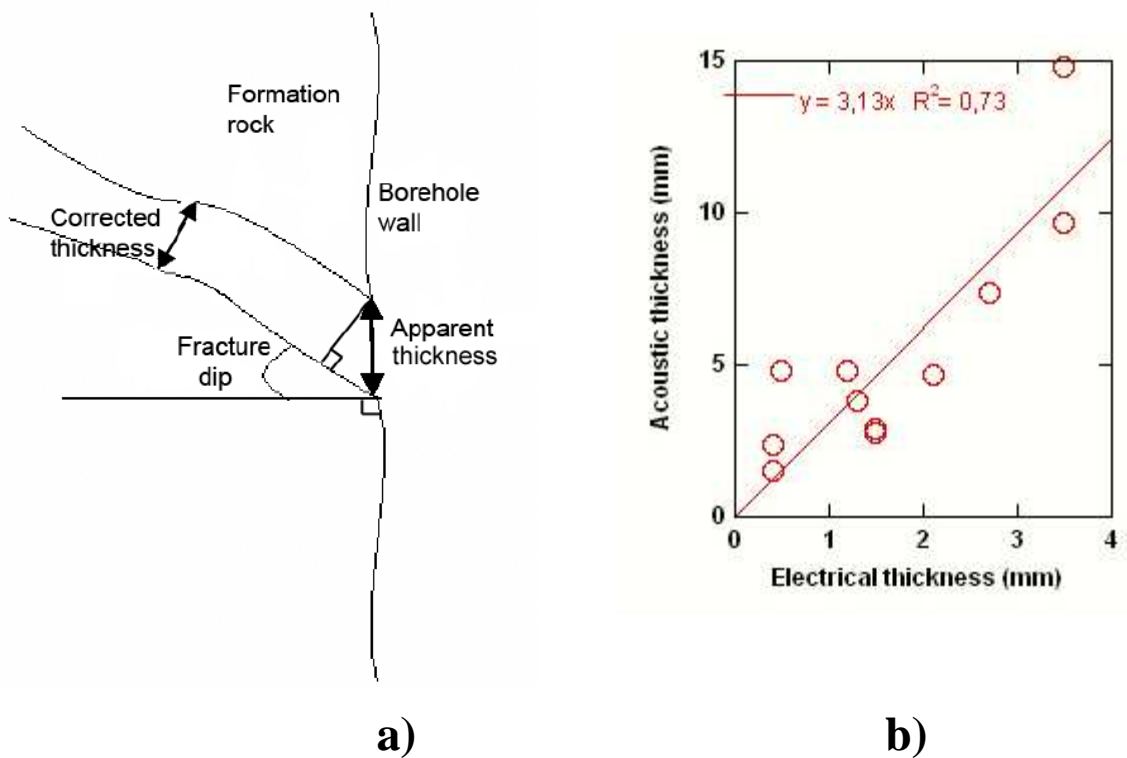 Formation
rock
Borehole
wall
Corrected
thickness
Apparent
thickness
Fracture
dip
a)
15
10
5
0
y = 3,13x R²= 0,73
Acoustic thickness (mm)
0 1 2 3 4
Electrical thickness (mm)
b)